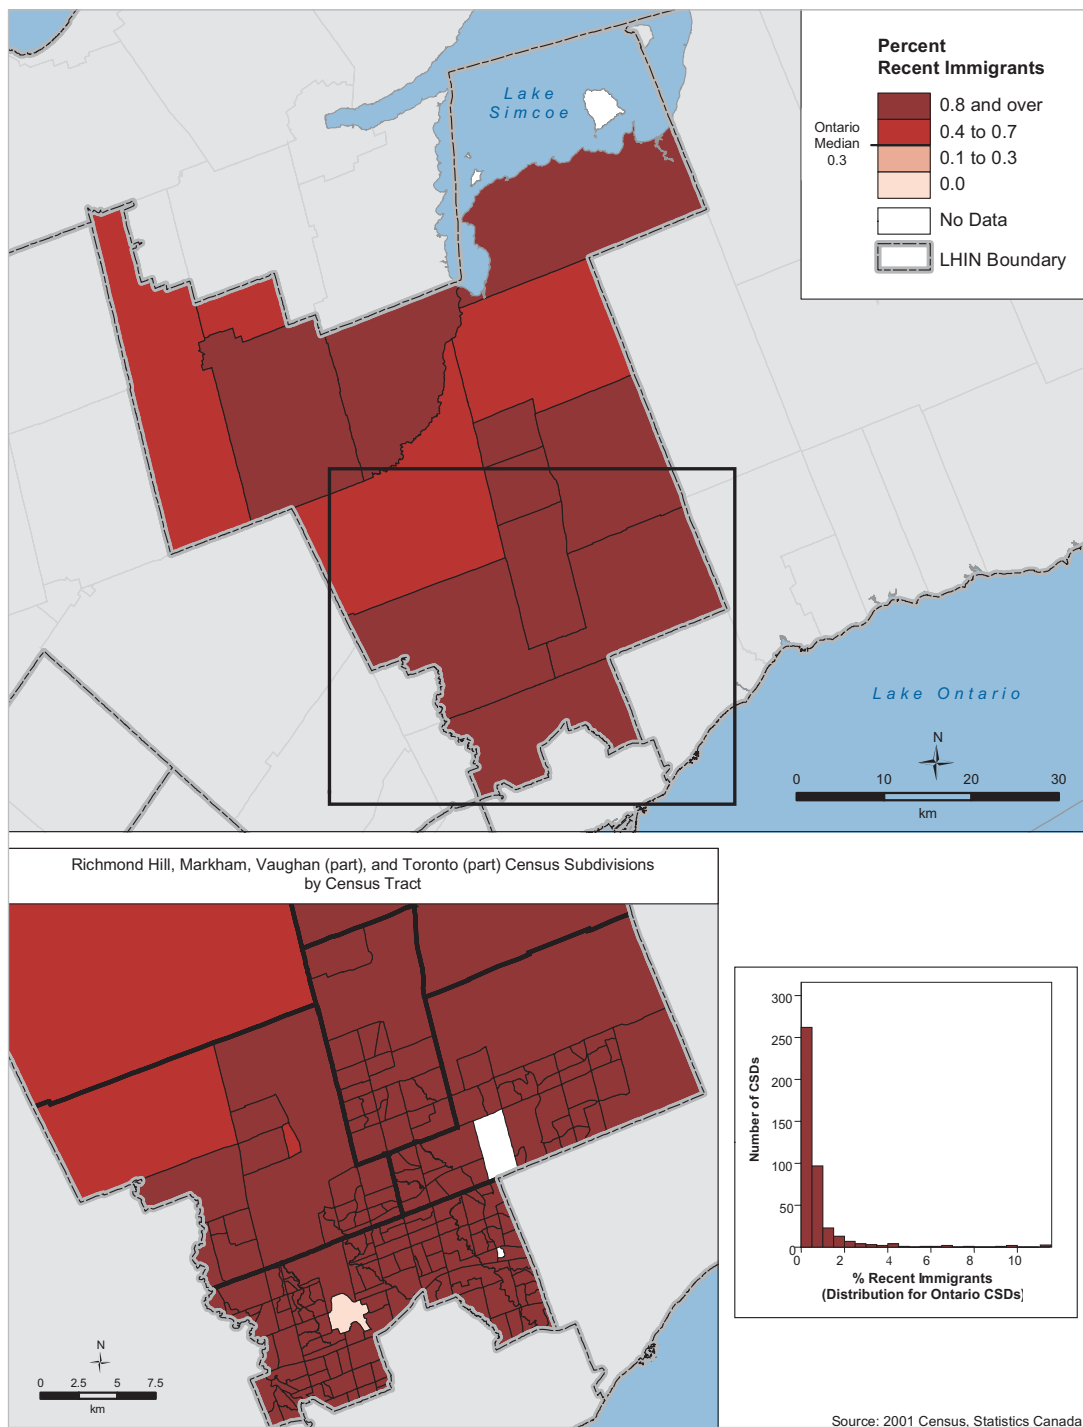 Percent
Recent Immigrants
0.8 and over
0.4 to 0.7
0.1 to 0.3
0.0
Ontario
Median
0.3
No Data
LHIN Boundary
Lake
Simcoe
Lake Ontario
N
0 10 20 30
km
Richmond Hill, Markham, Vaughan (part), and Toronto (part) Census Subdivisions
by Census Tract
N
0 2.5 5 7.5
km
300
250
200
150
100
50
0
Number of CSDs
0 2 4 6 8 10
% Recent Immigrants
(Distribution for Ontario CSDs)
Source: 2001 Census, Statistics Canada